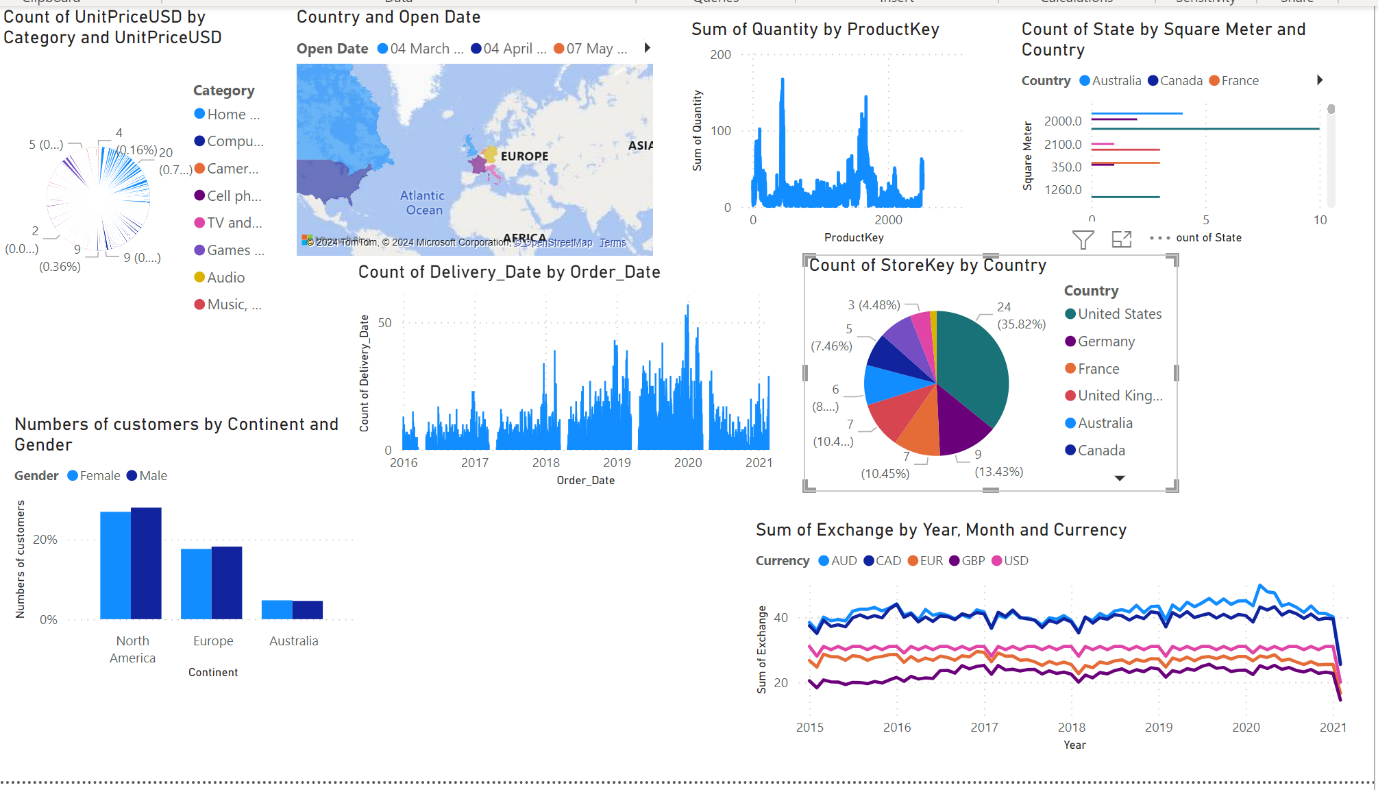 Clipboard
Data
Queries
Insert
Calculations
Sensitivity
Share
Count of UnitPriceUSD by
Category and UnitPriceUSD
Category
Home ...
Compu...
Camer...
Cell ph...
TV and...
Games ...
Audio
Music, ...
5 (0...)
4
(0.16%)
20
(0.7...)
2
(0.0...)
9
(0.36%)
9 (0....)
Country and Open Date
Open Date
04 March ...
04 April ...
07 May ...
EUROPE
ASIA
Atlantic
Ocean
AFRICA
© 2024 TomTom, © 2024 Microsoft Corporation, © OpenStreetMap Terms
Sum of Quantity by ProductKey
Sum of Quantity
200
100
0
0
2000
ProductKey
Count of State by Square Meter and
Country
Country
Australia
Canada
France
Square Meter
2000.0
2100.0
350.0
1260.0
0
5
10
ount of State
Count of Delivery_Date by Order_Date
Count of Delivery_Date
50
0
2016
2017
2018
2019
2020
2021
Order_Date
Count of StoreKey by Country
3 (4.48%)
24
(35.82%)
5
(7.46%)
6
(8....)
7
(10.4...)
7
(10.45%)
9
(13.43%)
Country
United States
Germany
France
United King...
Australia
Canada
Numbers of customers by Continent and
Gender
Gender
Female
Male
Numbers of customers
20%
0%
North
America
Europe
Australia
Continent
Sum of Exchange by Year, Month and Currency
Currency
AUD
CAD
EUR
GBP
USD
Sum of Exchange
40
20
2015
2016
2017
2018
2019
2020
2021
Year